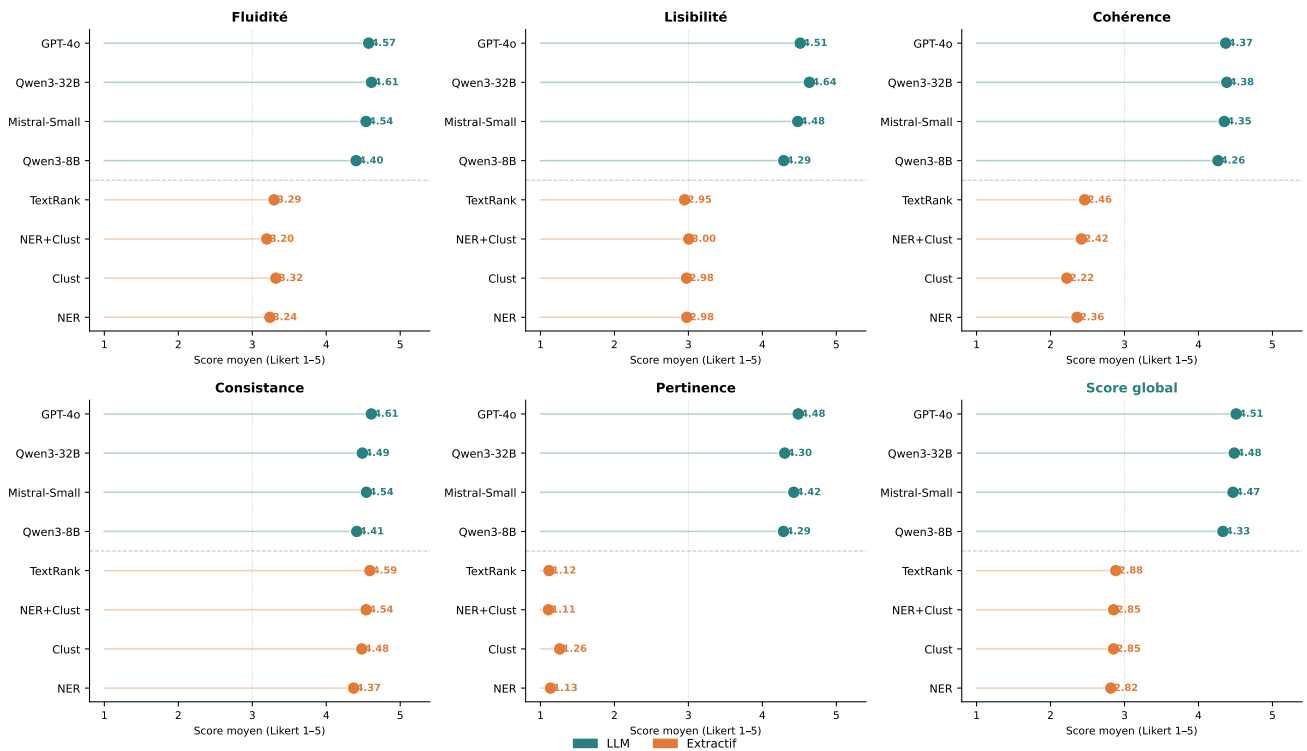 Fluidité
GPT-4o
4.57
Qwen3-32B
4.61
Mistral-Small
4.54
Qwen3-8B
4.40
TextRank
3.29
NER+Clust
3.20
Clust
3.32
NER
3.24
1 2 3 4 5
Score moyen (Likert 1–5)
Lisibilité
GPT-4o
4.51
Qwen3-32B
4.64
Mistral-Small
4.48
Qwen3-8B
4.29
TextRank
2.95
NER+Clust
3.00
Clust
2.98
NER
2.98
1 2 3 4 5
Score moyen (Likert 1–5)
Cohérence
GPT-4o
4.37
Qwen3-32B
4.38
Mistral-Small
4.35
Qwen3-8B
4.26
TextRank
2.46
NER+Clust
2.42
Clust
2.22
NER
2.36
1 2 3 4 5
Score moyen (Likert 1–5)
Consistance
GPT-4o
4.61
Qwen3-32B
4.49
Mistral-Small
4.54
Qwen3-8B
4.41
TextRank
4.59
NER+Clust
4.54
Clust
4.48
NER
4.37
1 2 3 4 5
Score moyen (Likert 1–5)
Pertinence
GPT-4o
4.48
Qwen3-32B
4.30
Mistral-Small
4.42
Qwen3-8B
4.29
TextRank
1.12
NER+Clust
1.11
Clust
1.26
NER
1.13
1 2 3 4 5
Score moyen (Likert 1–5)
Score global
GPT-4o
4.51
Qwen3-32B
4.48
Mistral-Small
4.47
Qwen3-8B
4.33
TextRank
2.88
NER+Clust
2.85
Clust
2.85
NER
2.82
1 2 3 4 5
Score moyen (Likert 1–5)
LLM
Extractif